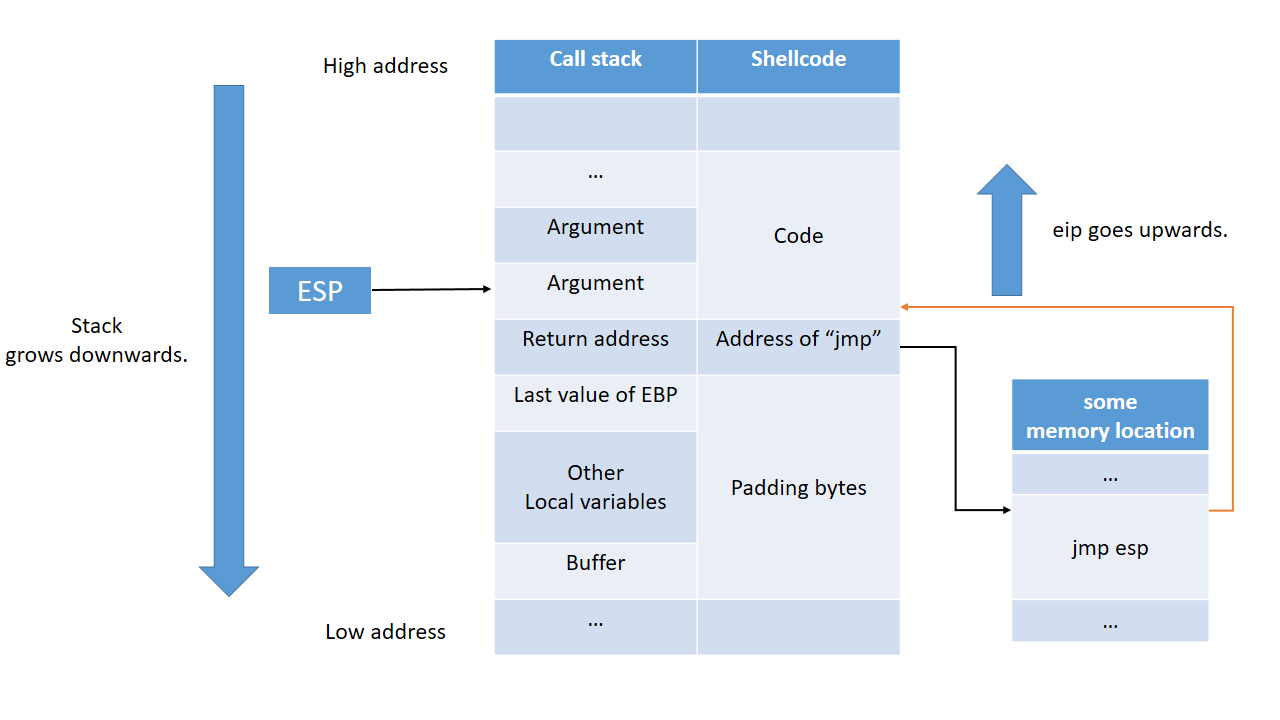 High address
Call stack
Shellcode
...
Argument
Argument
Code
eip goes upwards.
ESP
Stack
grows downwards.
Return address
Address of “jmp”
Last value of EBP
Other
Local variables
Padding bytes
Buffer
...
Low address
some
memory location
...
jmp esp
...